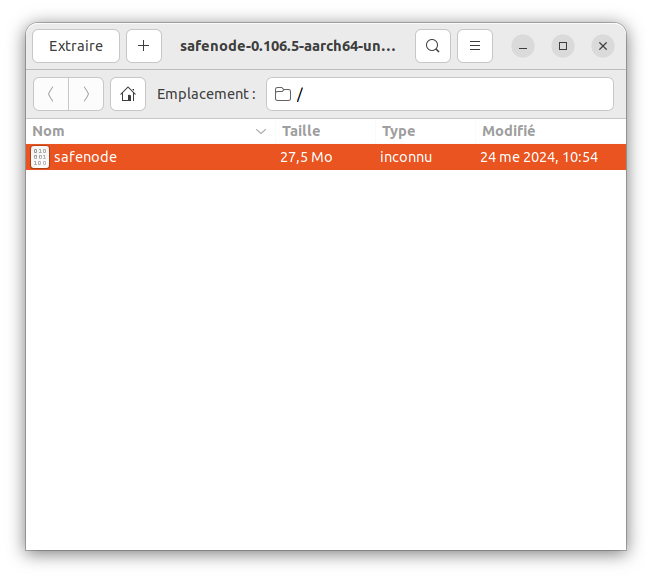 Extraire safenode-0.106.5-aarch64-un...
Emplacement : /
Nom Taille Type Modifié
safenode 27,5 Mo inconnu 24 me 2024, 10:54